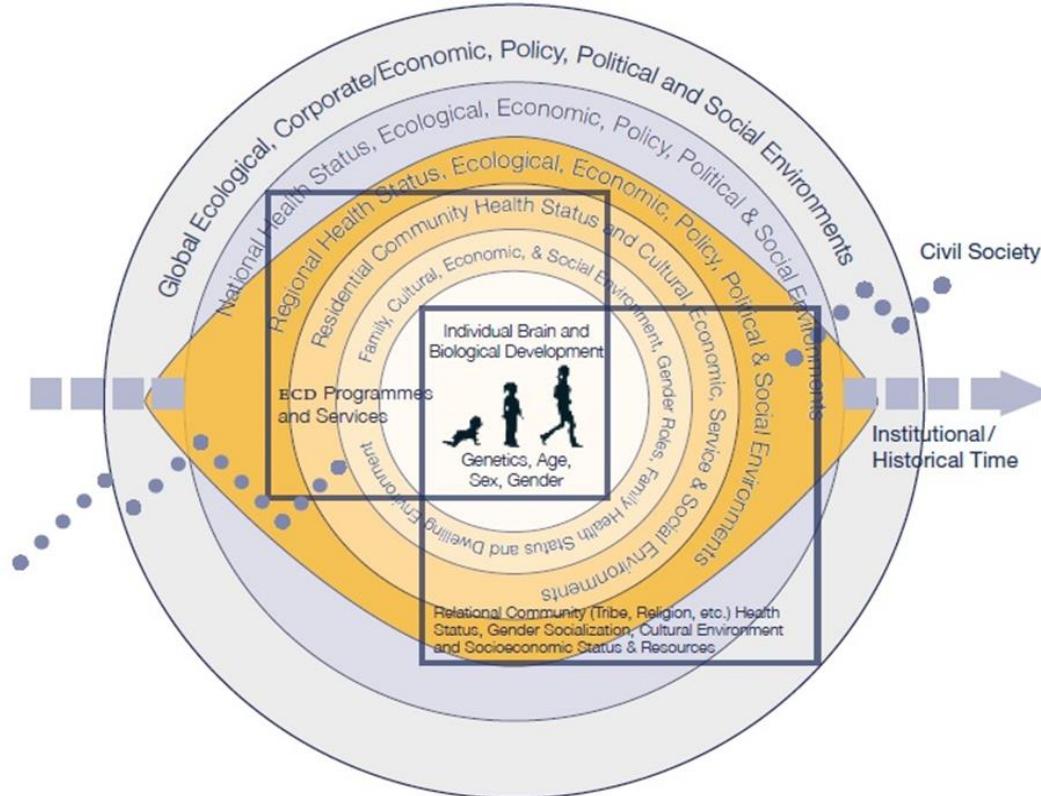 Global Ecological, Corporate/Economic, Policy, Political and Social Environments
National Health Status, Ecological, Economic, Policy, Political & Social Environments
Regional Health Status, Ecological, Economic, Policy, Political & Social Environments
Residential Community Health Status and Cultural, Economic, Service & Social Environments
Family, Cultural, Economic, & Social Environment, Gender Roles, Family Health Status and Dwelling Environment
Civil Society
Individual Brain and
Biological Development
ECD Programmes
and Services
Genetics, Age,
Sex, Gender
Institutional/
Historical Time
Relational Community (Tribe, Religion, etc.) Health
Status, Gender Socialization, Cultural Environment
and Socioeconomic Status & Resources